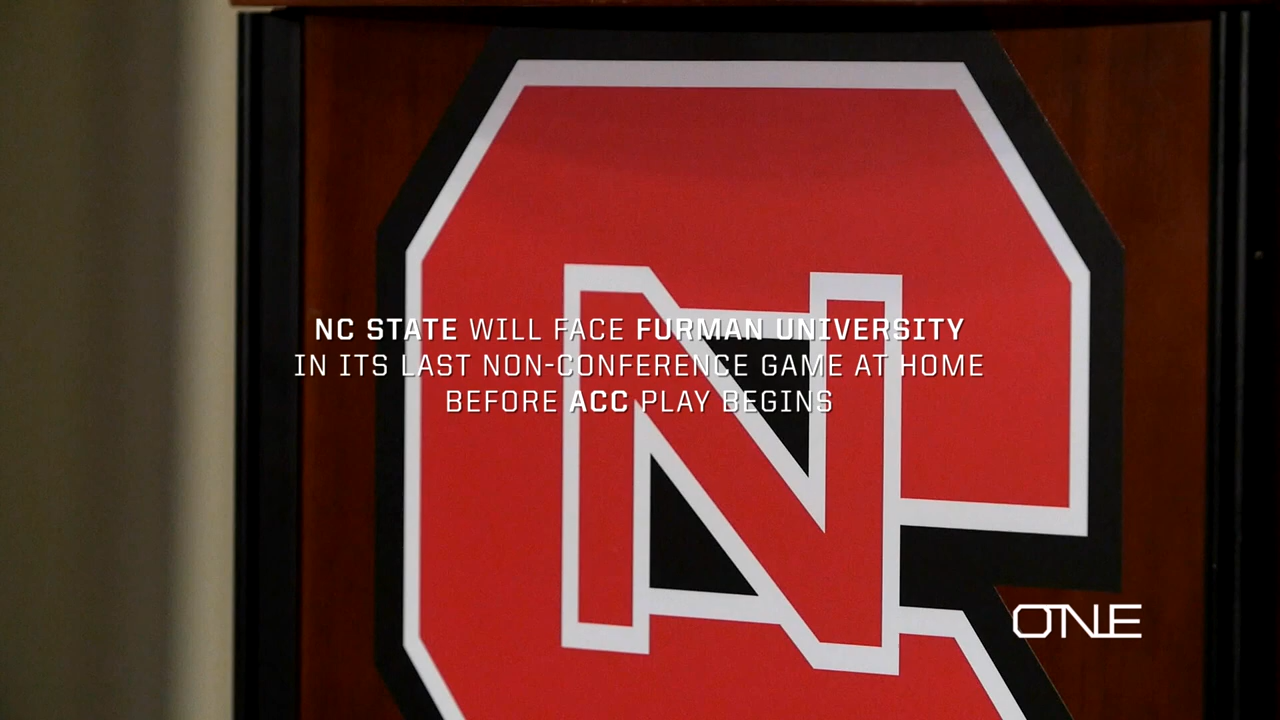 NC STATE WILL FACE FURMAN UNIVERSITY
IN ITS LAST NON-CONFERENCE GAME AT HOME
BEFORE ACC PLAY BEGINS
ONE